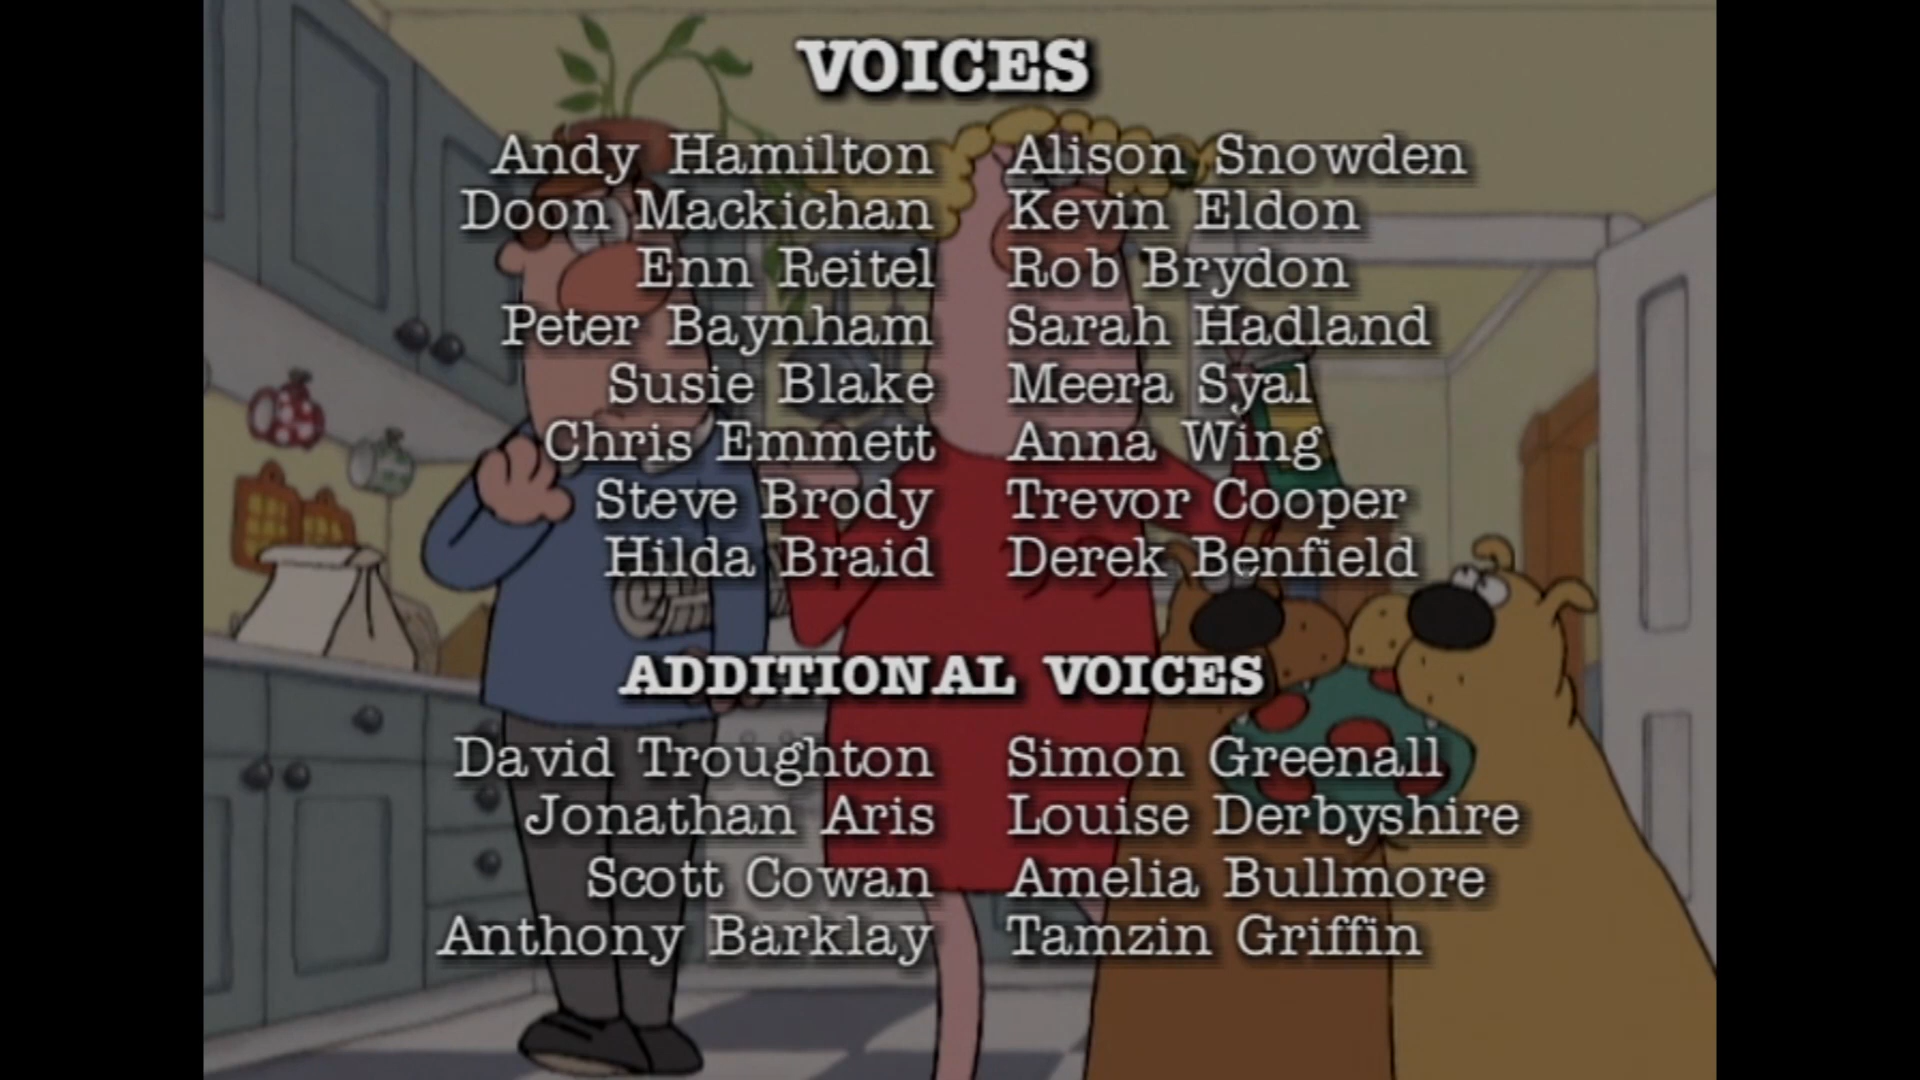 VOICES
Andy Hamilton Alison Snowden
Doon Mackichan Kevin Eldon
Enn Reitel Rob Brydon
Peter Baynham Sarah Hadland
Susie Blake Meera Syal
Chris Emmett Anna Wing
Steve Brody Trevor Cooper
Hilda Braid Derek Benfield
ADDITIONAL VOICES
David Troughton Simon Greenall
Jonathan Aris Louise Derbyshire
Scott Cowan Amelia Bullmore
Anthony Barklay Tamzin Griffin